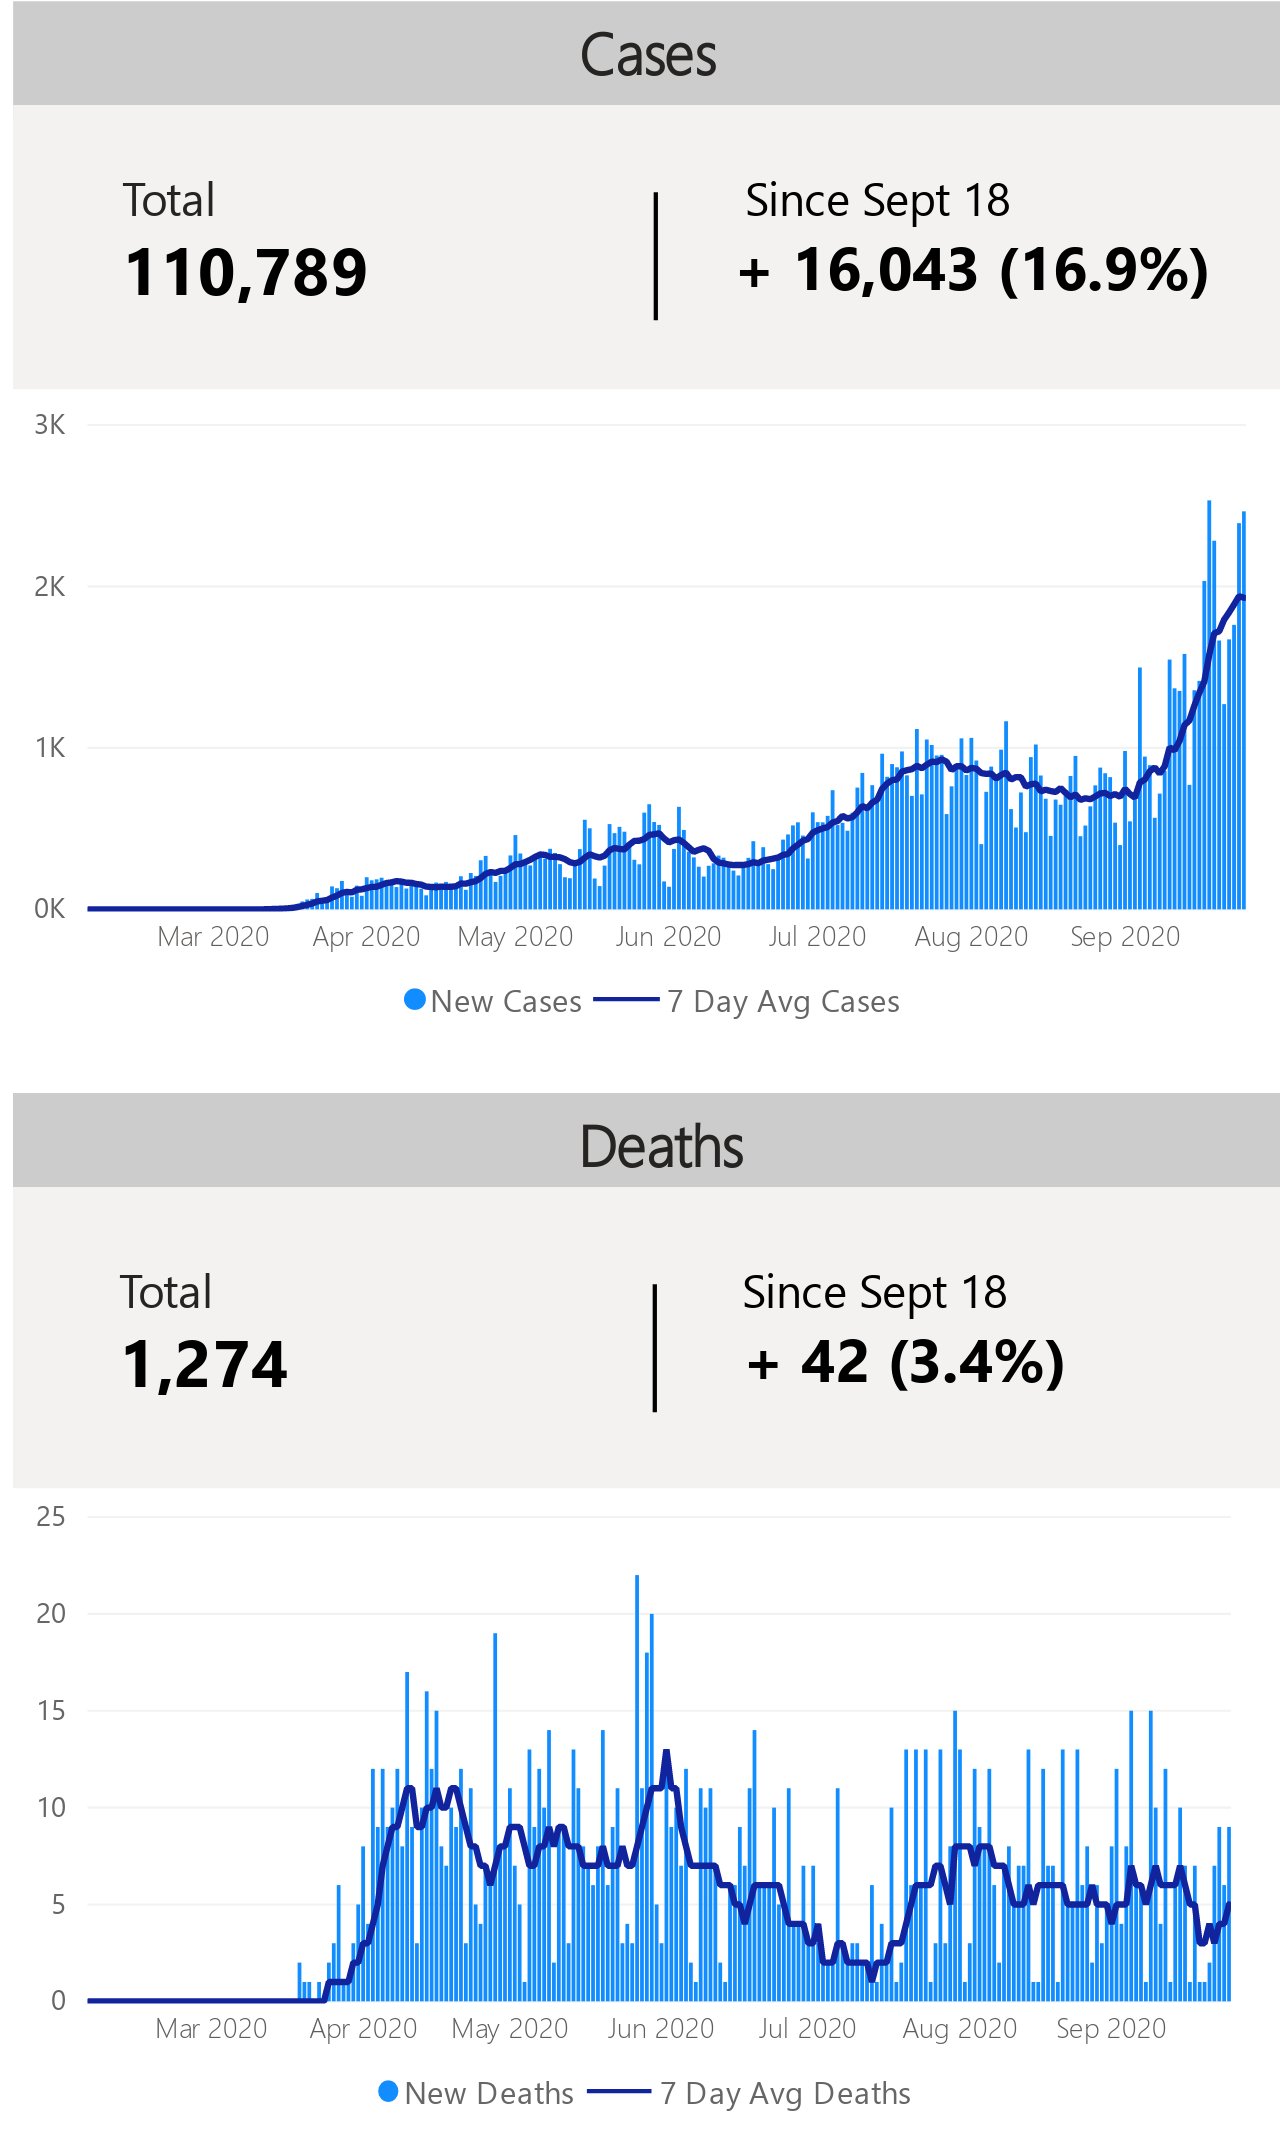 Cases
Total
Since Sept 18
110,789
+ 16,043 (16.9%)
3K
2K
1K
0K
Mar 2020 Apr 2020 May 2020 Jun 2020 Jul 2020 Aug 2020 Sep 2020
New Cases 7 Day Avg Cases
Deaths
Total
Since Sept 18
1,274
+ 42 (3.4%)
25
20
15
10
5
0
Mar 2020 Apr 2020 May 2020 Jun 2020 Jul 2020 Aug 2020 Sep 2020
New Deaths 7 Day Avg Deaths